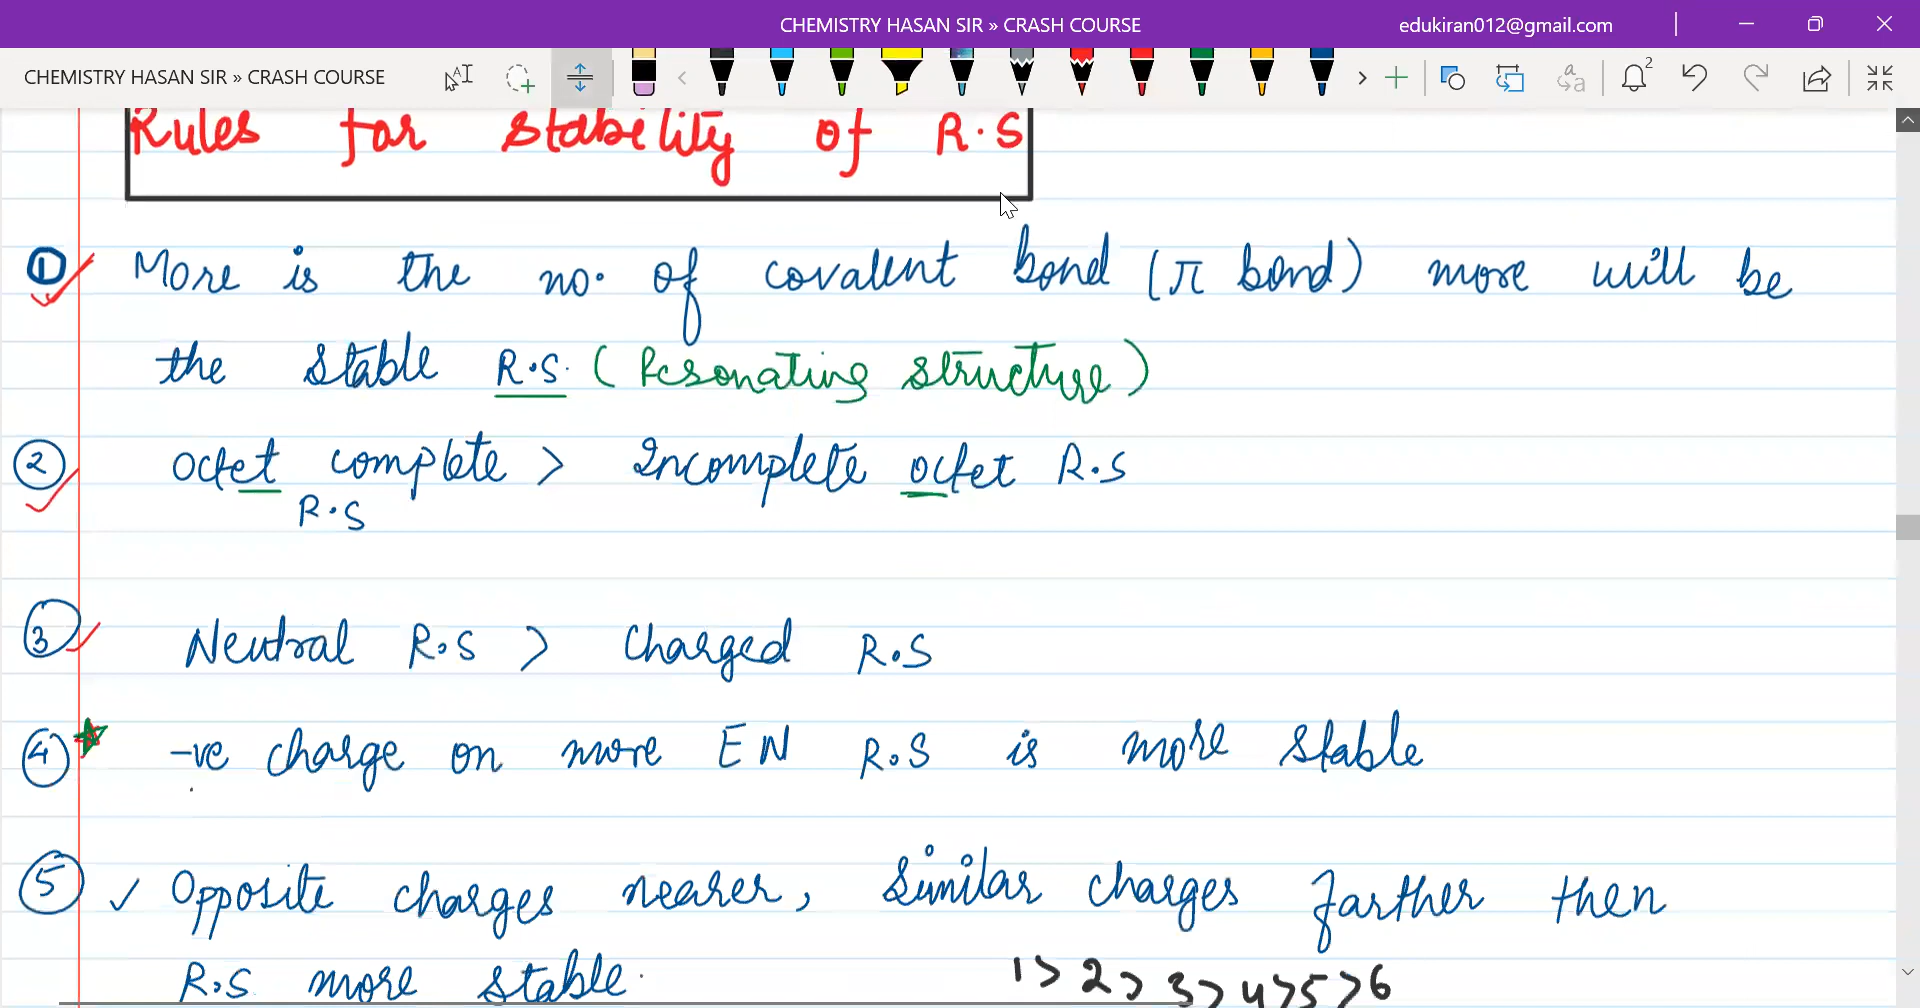 CHEMISTRY HASAN SIR » CRASH COURSE
edukiran012@gmail.com
CHEMISTRY HASAN SIR » CRASH COURSE
2
Rules for stability of R.S
① More is the no. of covalent bond (π bond) more will be
the stable R.S. (Resonating structure)
② octet complete > Incomplete octet R.S
R.S
③ Neutral R.S > Charged R.S
④ -ve charge on more EN R.S is more stable
⑤ ✓ Opposite charges nearer, Similar charges farther then
R.S more stable.
1 > 2 > 3 > 4 > 5 > 6